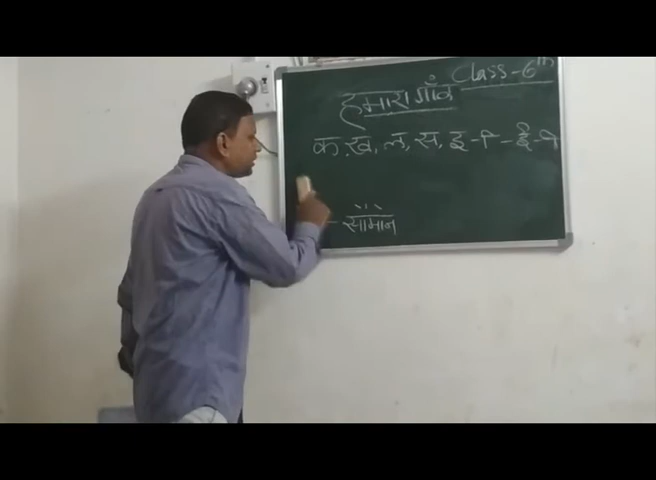 Class-6th
हमारा गाँव
क, ख, ल, स, इ-ि-ई-ी
- सामान